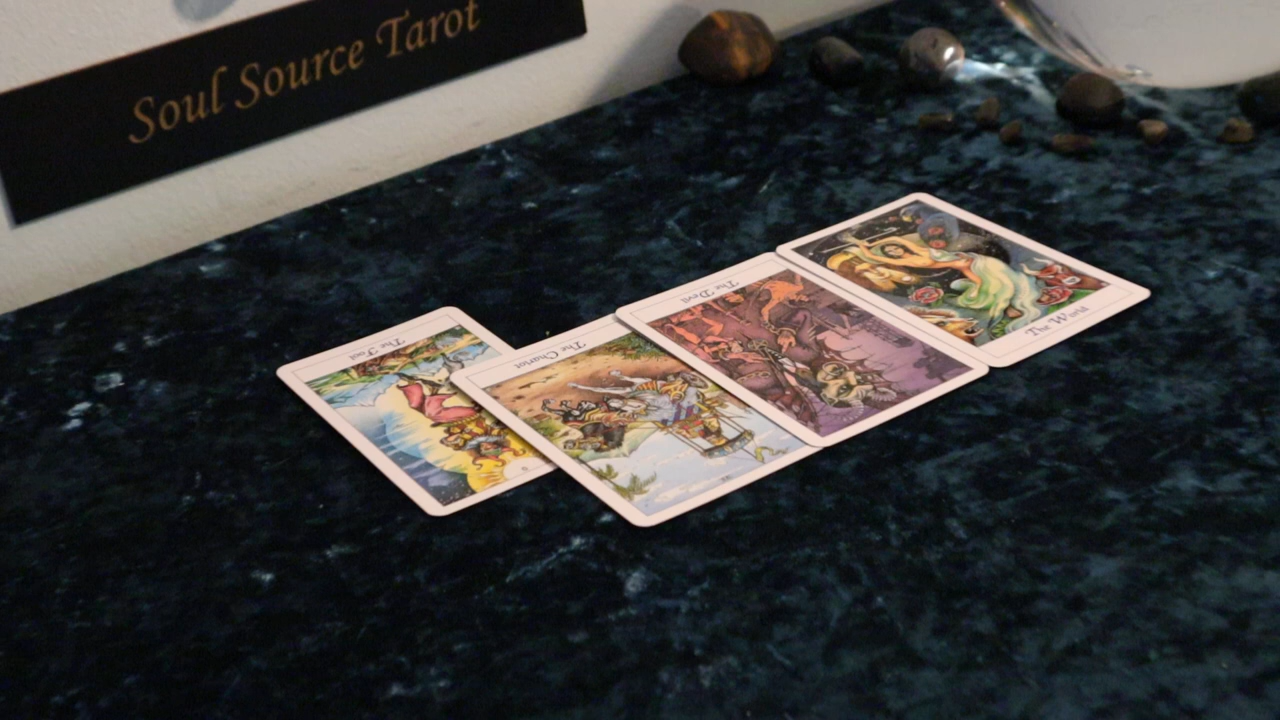 Soul Source Tarot
The Fool
The Chariot
The Devil
The World